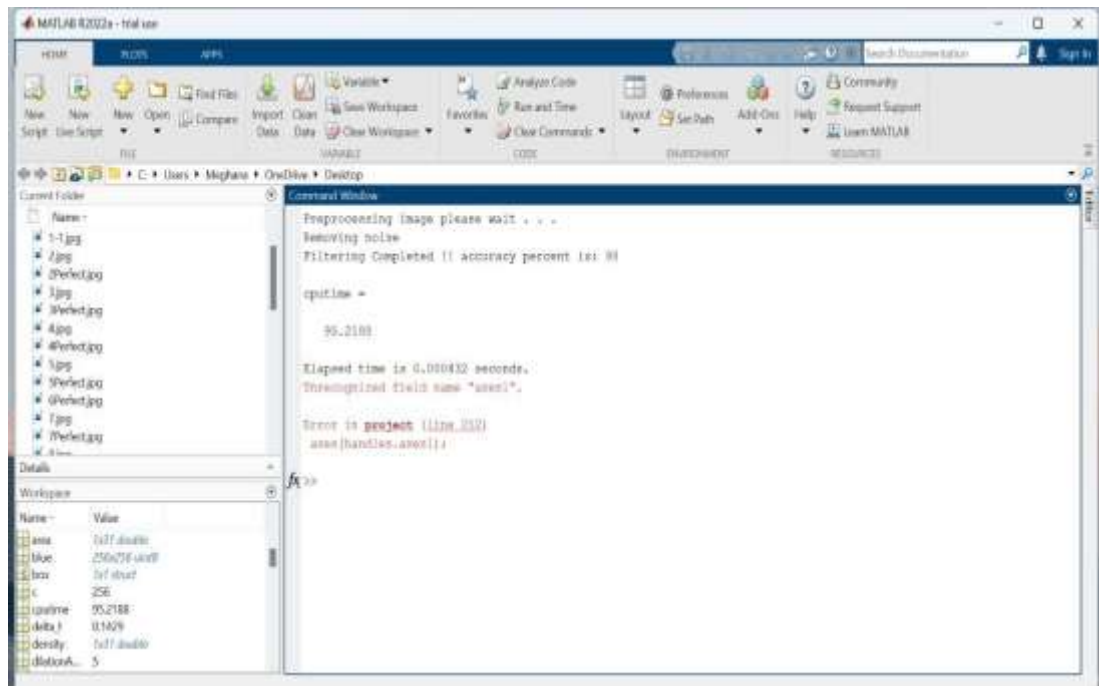 MATLAB R2022a - trial use
HOME PLOTS APPS
Search Documentation
Sign In
New Script
New Live Script
New
Open
Find Files
Compare
Import Data
Clean Data
Variable
Save Workspace
Clear Workspace
Favorites
Analyze Code
Run and Time
Clear Commands
Layout
Preferences
Set Path
Add-Ons
Help
Community
Request Support
Learn MATLAB
FILE VARIABLE CODE ENVIRONMENT RESOURCES
C: Users Meghana OneDrive Desktop
Current Folder
Name
1-1.jpg
2.jpg
2Perfect.jpg
3.jpg
3Perfect.jpg
4.jpg
4Perfect.jpg
5.jpg
5Perfect.jpg
6Perfect.jpg
7.jpg
7Perfect.jpg
Details
Workspace
Name Value
area 1x31 double
blue 256x256 uint8
box 1x1 struct
c 256
cputime 95.2188
delta_t 0.1429
density 1x31 double
dilationA... 5
Command Window
Preprocessing image please wait . . .
Removing noise
Filtering Completed !! accuracy percent is:
cputime =
95.2188
Elapsed time is 0.000432 seconds.
Unrecognized field name "axes1".
Error in project (line 252)
axes(handles.axes1);
fx >>
Editor